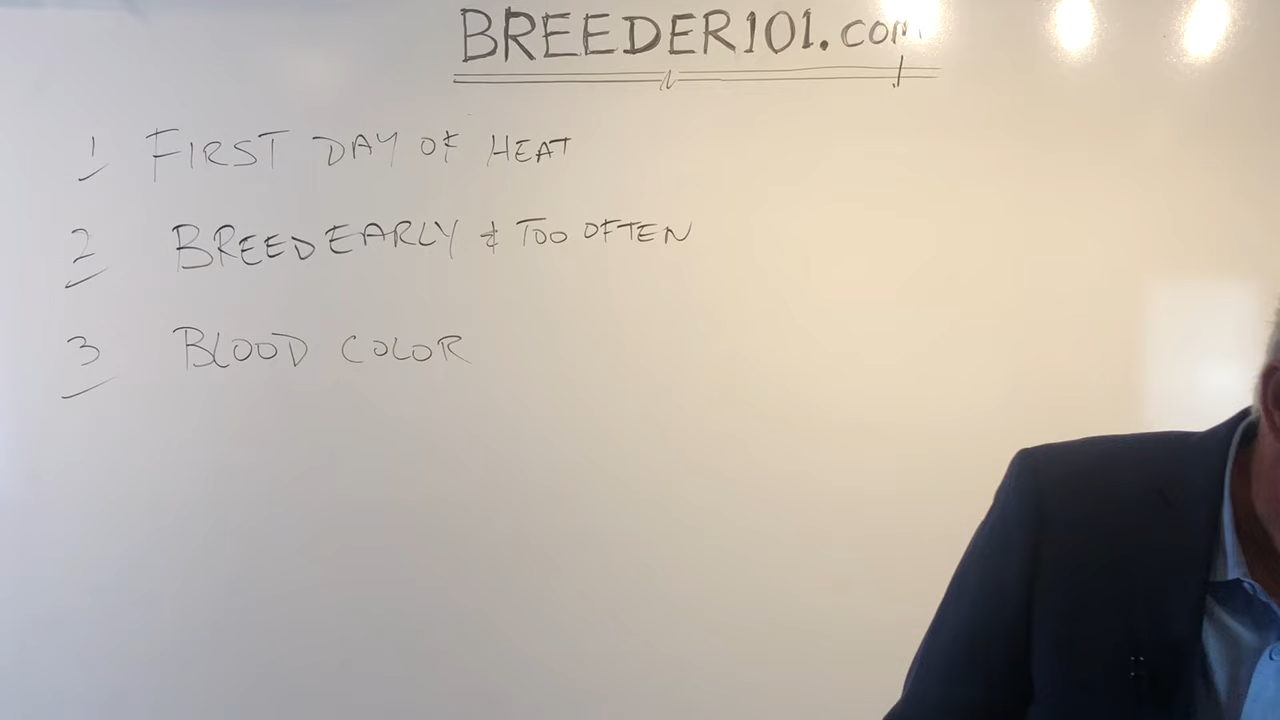 BREEDER101.com
1 FIRST DAY OF HEAT
2 BREED EARLY & TOO OFTEN
3 BLOOD COLOR